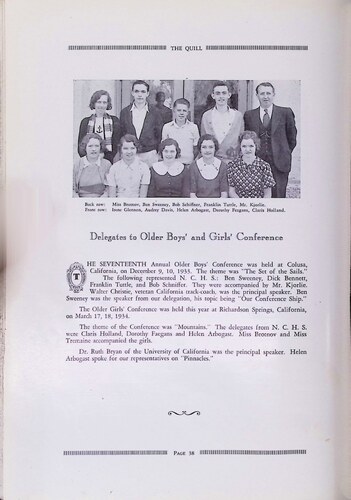 THE QUILL
Back row: Miss Beatnov, Ben Sweeney, Bob Schiffner, Franklin Tuttle, Mr. Kjorlie.
Front row: Irene Gleeson, Audrey Davis, Helen Arbogast, Dorothy Faegans, Claris Holland.
Delegates to Older Boys' and Girls' Conference
THE SEVENTEENTH Annual Older Boys' Conference was held at Colusa,
California, on December 9, 10, 1933. The theme was "The Set of the Sails."
The following represented N. C. H. S.: Ben Sweeney, Dick Bennett,
Franklin Tuttle, and Bob Schiffner. They were accompanied by Mr. Kjorlie.
Walter Christie, veteran California track-coach, was the principal speaker. Ben
Sweeney was the speaker from our delegation, his topic being "Our Conference Ship."
The Older Girls' Conference was held this year at Richardson Springs, California,
on March 17, 18, 1934.
The theme of the Conference was "Mountains." The delegates from N. C. H. S.
were Claris Holland, Dorothy Faegans and Helen Arbogast. Miss Beatnov and Miss
Tremaine accompanied the girls.
Dr. Ruth Bryan of the University of California was the principal speaker. Helen
Arbogast spoke for our representatives on "Pinnacles."
PAGE 58